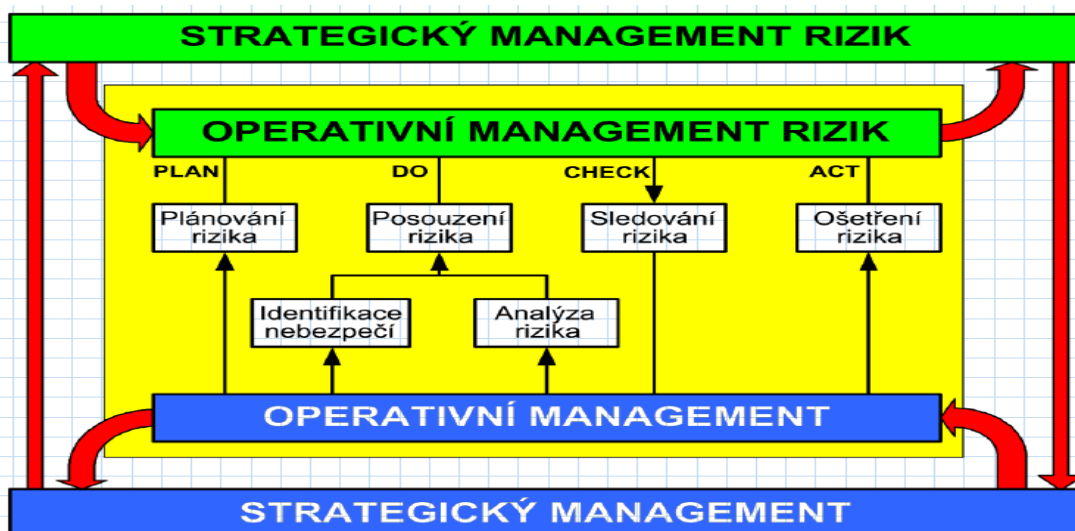 STRATEGICKÝ MANAGEMENT RIZIK
OPERATIVNÍ MANAGEMENT RIZIK
PLAN
DO
CHECK
ACT
Plánování
rizika
Posouzení
rizika
Sledování
rizika
Ošetření
rizika
Identifikace
nebezpečí
Analýza
rizika
OPERATIVNÍ MANAGEMENT
STRATEGICKÝ MANAGEMENT